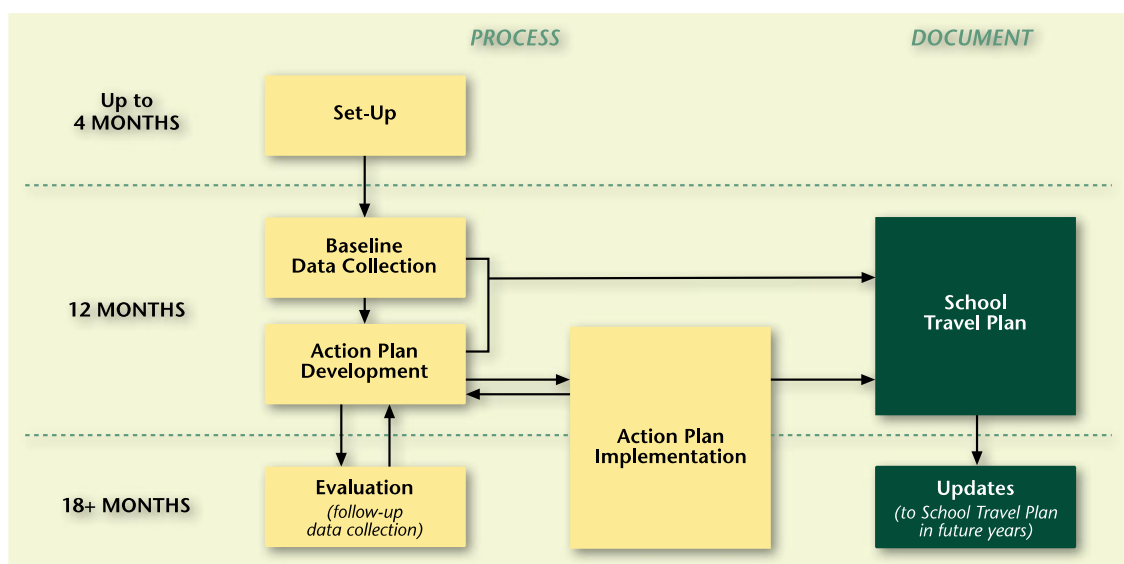 PROCESS
DOCUMENT
Up to
4 MONTHS
Set-Up
12 MONTHS
Baseline
Data Collection
Action Plan
Development
School
Travel Plan
Action Plan
Implementation
18+ MONTHS
Evaluation
(follow-up
data collection)
Updates
(to School Travel Plan
in future years)